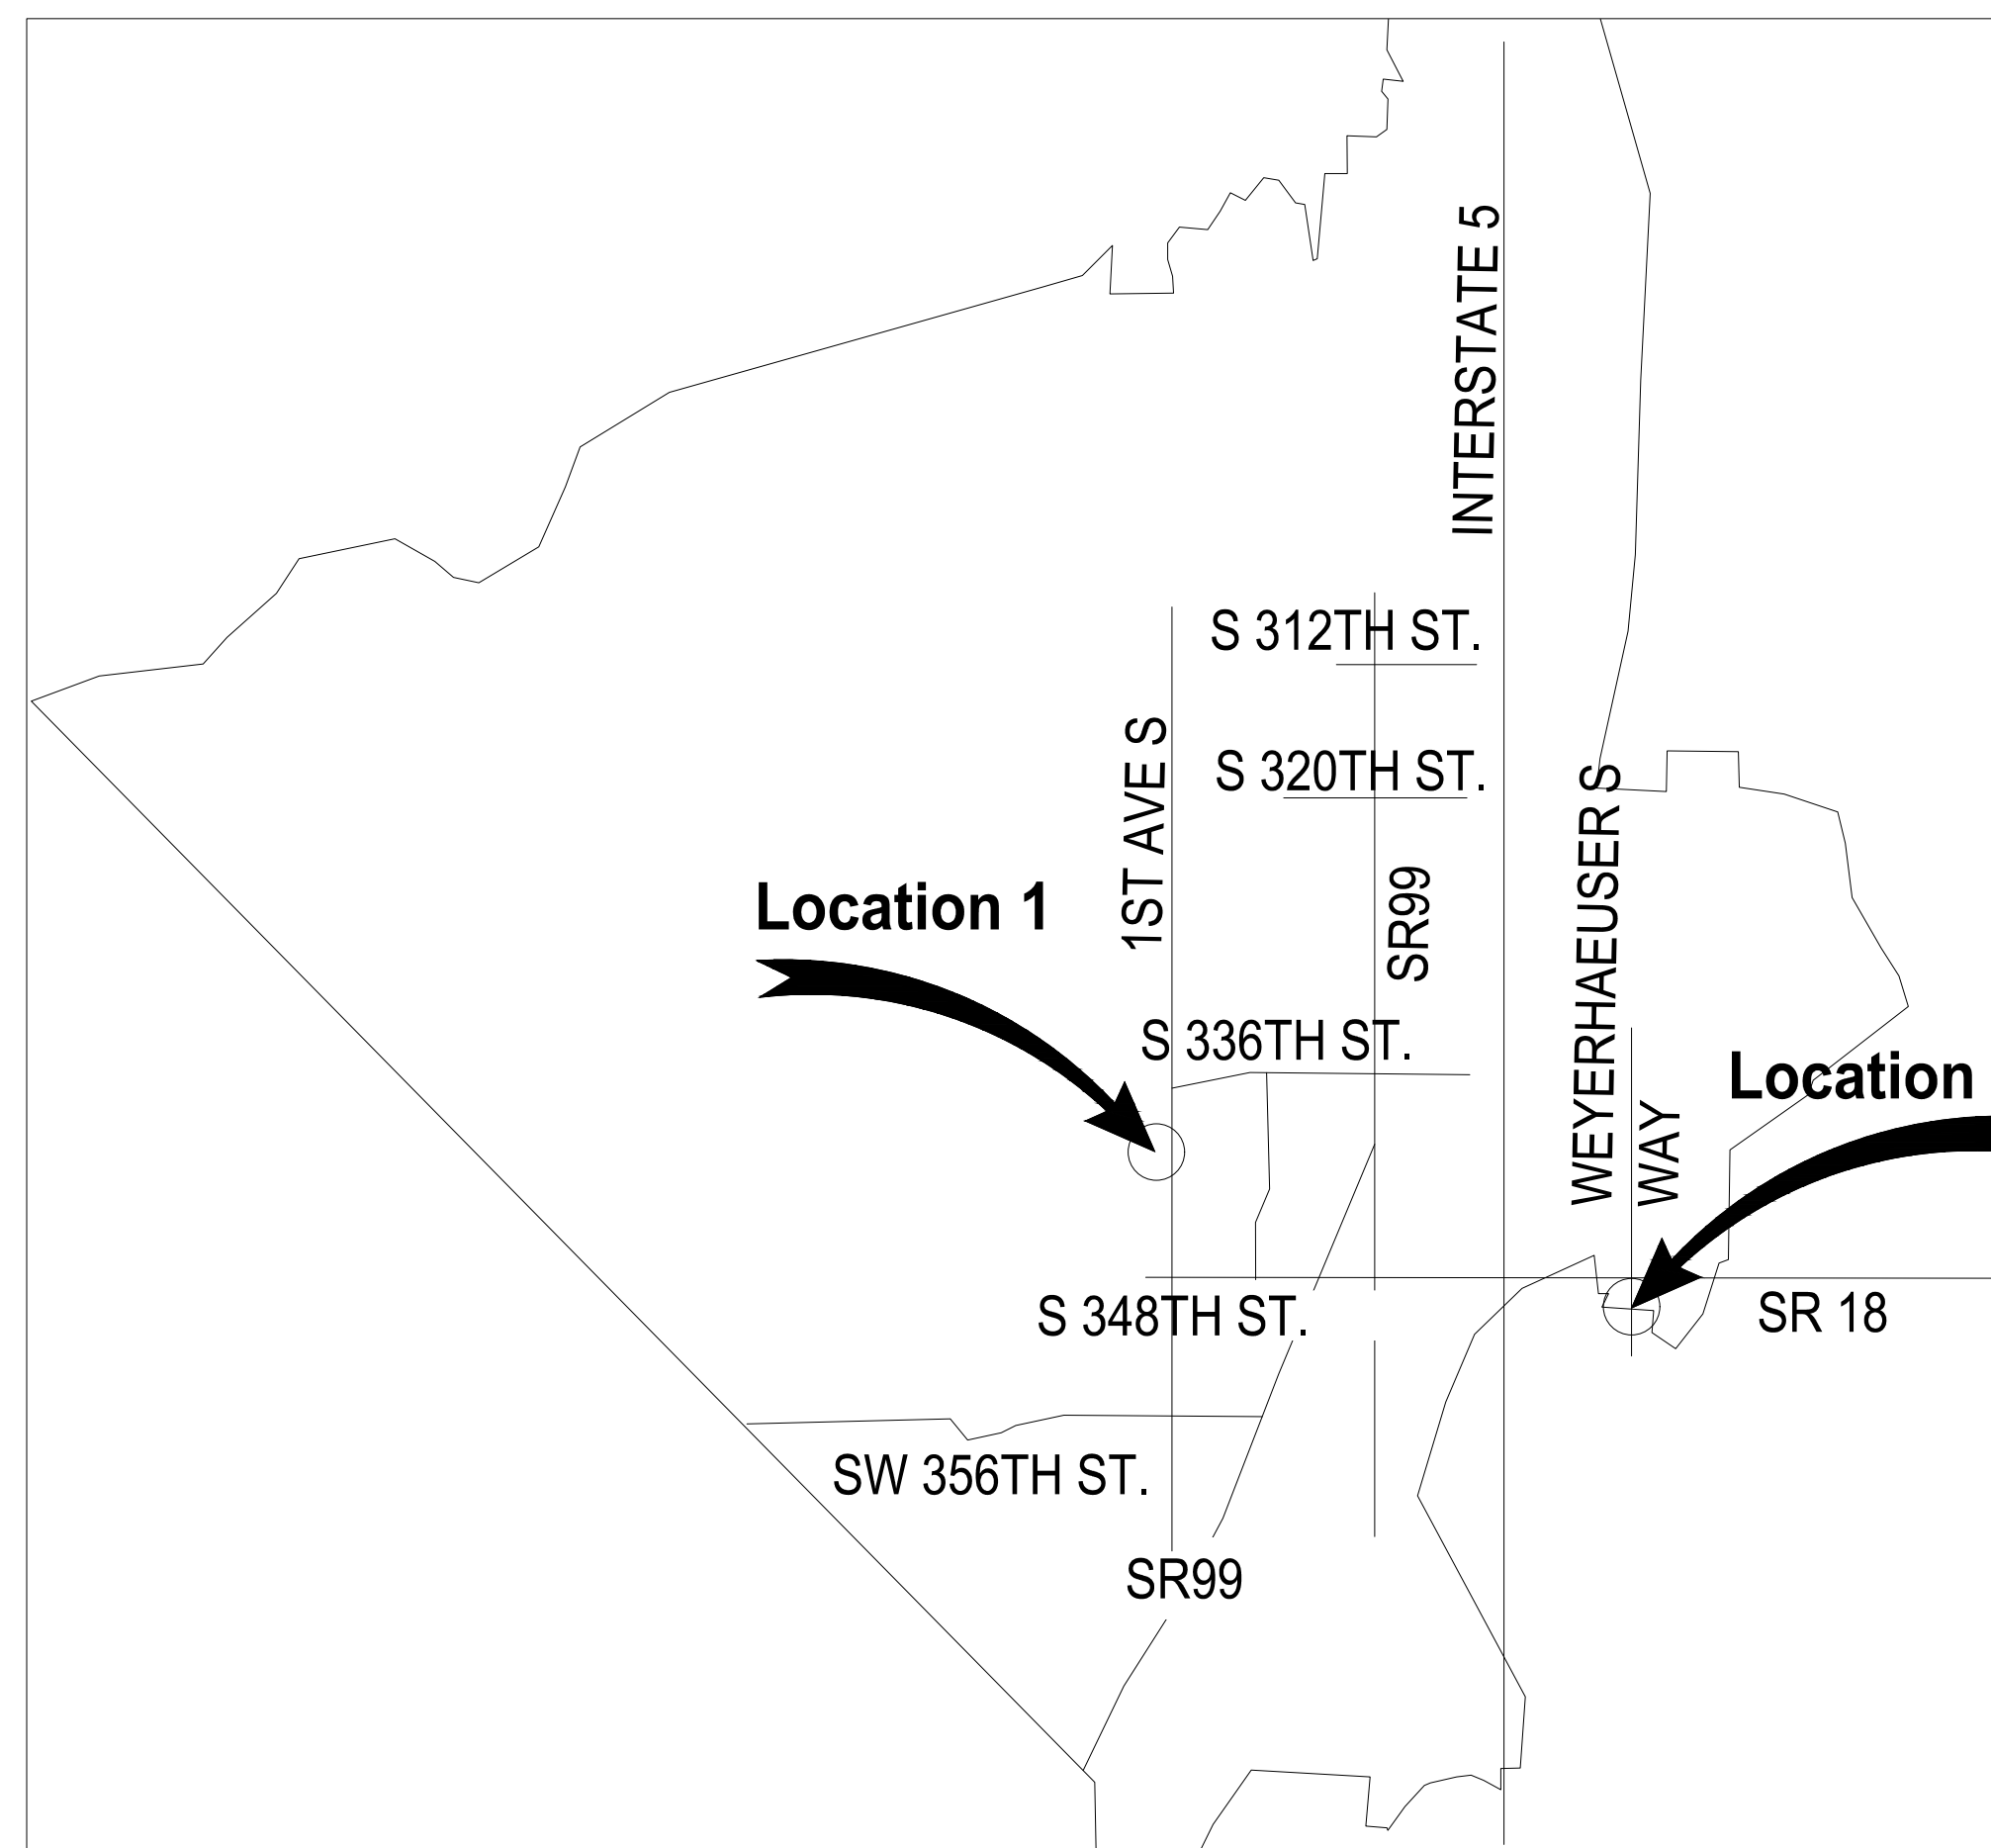 INTERSTATE 5
S 312TH ST.
1ST AVE S
S 320TH ST.
WEYERHAEUSER S
WAY
Location 1
SR99
S 336TH ST.
Location
S 348TH ST.
SR 18
SW 356TH ST.
SR99